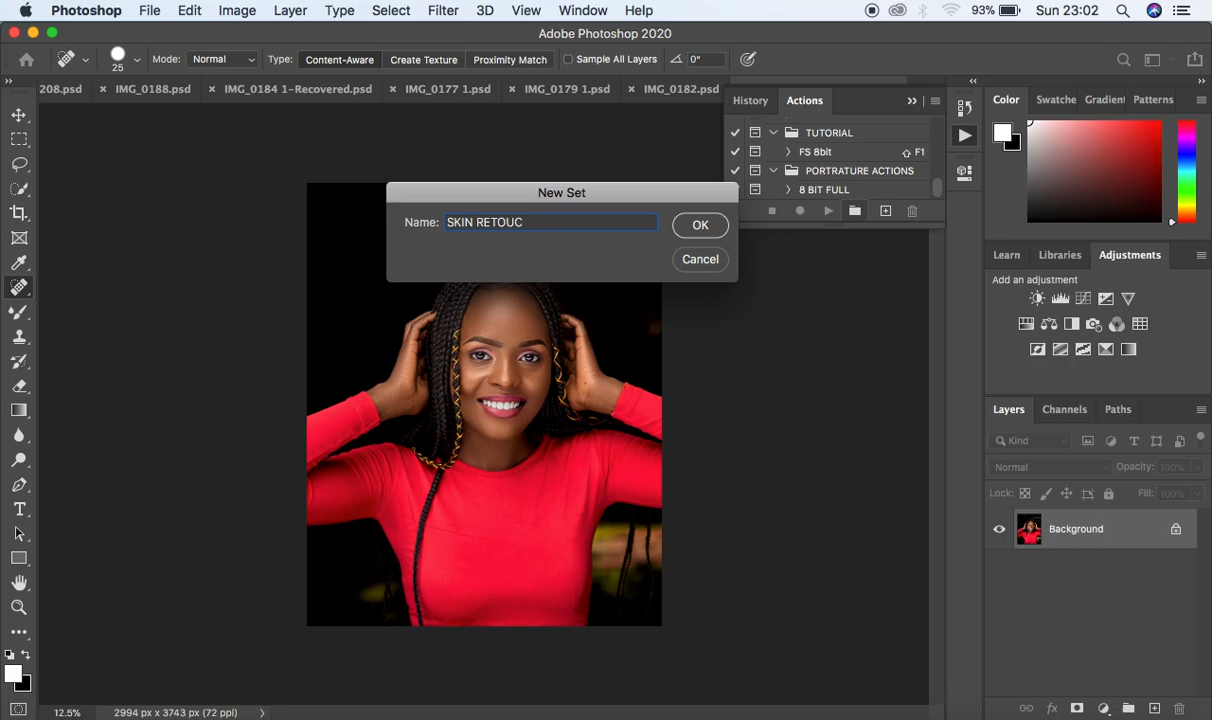 Photoshop File Edit Image Layer Type Select Filter 3D View Window Help 93% Sun 23:02
Adobe Photoshop 2020
25 Mode: Normal Type: Content-Aware Create Texture Proximity Match Sample All Layers 0°
208.psd × IMG_0188.psd × IMG_0184 1-Recovered.psd × IMG_0177 1.psd × IMG_0179 1.psd × IMG_0182.psd
History Actions
TUTORIAL
FS 8bit F1
PORTRATURE ACTIONS
8 BIT FULL
New Set
Name: SKIN RETOUC
OK
Cancel
Color Swatche Gradient Patterns
Learn Libraries Adjustments
Add an adjustment
Layers Channels Paths
Kind
Normal Opacity: 100%
Lock: Fill: 100%
Background
12.5% 2994 px x 3743 px (72 ppi)